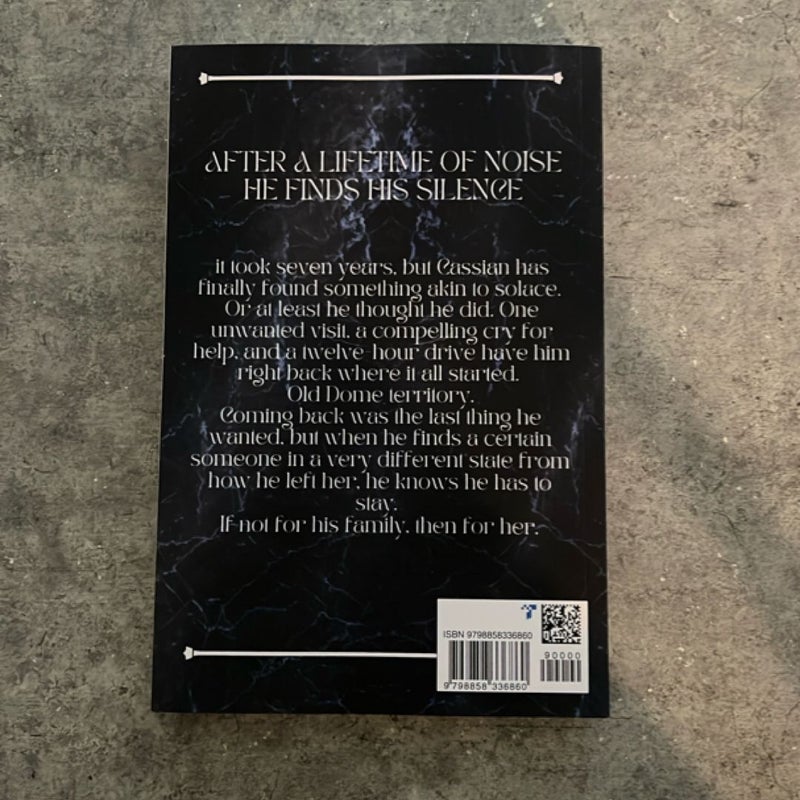 AFTER A LIFETIME OF NOISE
HE FINDS HIS SILENCE
it took seven years, but Cassian has
finally found something akin to solace.
Or at least he thought he did. One
unwanted visit, a compelling cry for
help, and a twelve-hour drive have him
right back where it all started.
Old Dome territory.
Coming back was the last thing he
wanted, but when he finds a certain
someone in a very different state from
how he left her, he knows he has to
stay.
If not for his family, then for her.
ISBN 9798858336860
90000
9 798858 336860